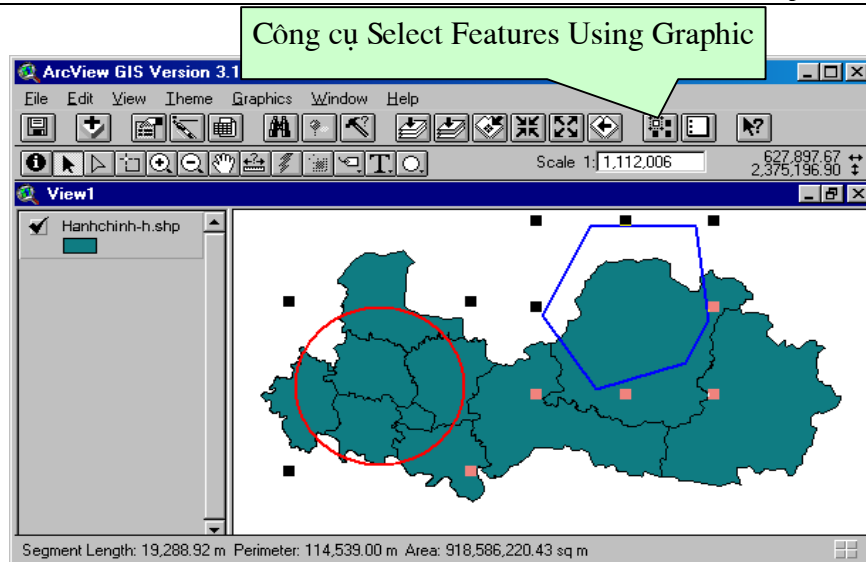 Công cụ Select Features Using Graphic
ArcView GIS Version 3.1
File Edit View Theme Graphics Window Help
Scale 1: 1,112,006 627,897.67
2,375,196.90
View1
Hanhchinh-h.shp
Segment Length: 19,288.92 m Perimeter: 114,539.00 m Area: 918,586,220.43 sq m